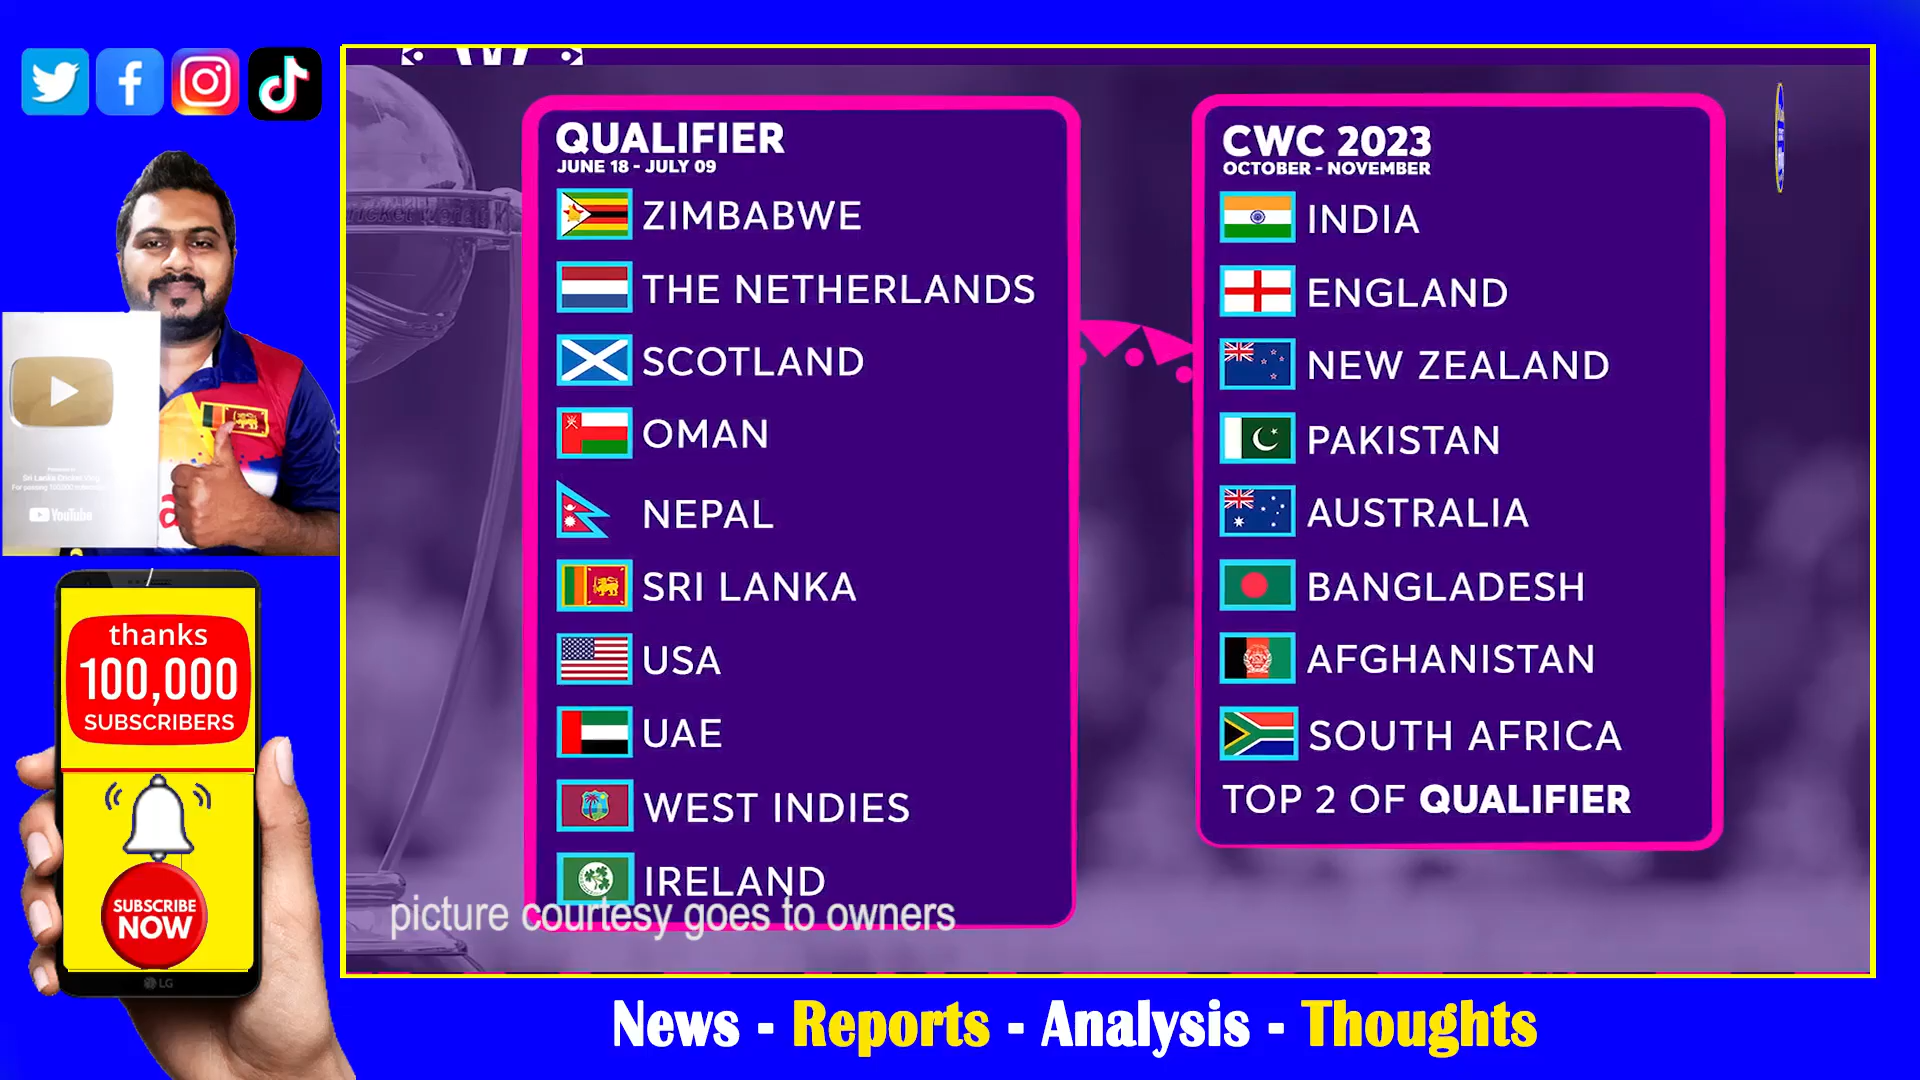 QUALIFIER
JUNE 18 - JULY 09
ZIMBABWE
THE NETHERLANDS
SCOTLAND
OMAN
NEPAL
SRI LANKA
USA
UAE
WEST INDIES
IRELAND
picture courtesy goes to owners
CWC 2023
OCTOBER - NOVEMBER
INDIA
ENGLAND
NEW ZEALAND
PAKISTAN
AUSTRALIA
BANGLADESH
AFGHANISTAN
SOUTH AFRICA
TOP 2 OF QUALIFIER
YouTube
thanks
100,000
SUBSCRIBERS
SUBSCRIBE
NOW
LG
News - Reports - Analysis - Thoughts